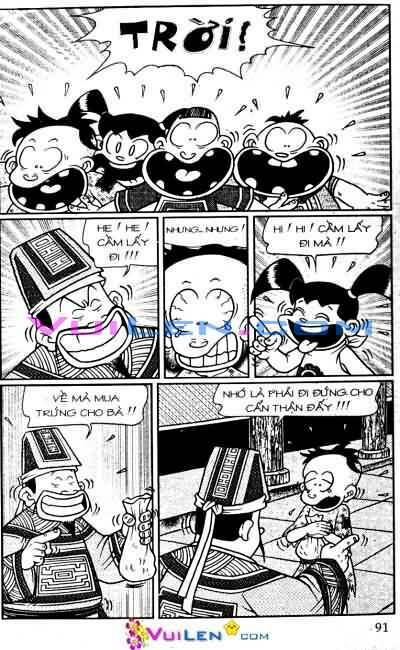 TRỜI!
HE! HE!
CẦM LẤY
ĐI!!!
NHƯNG.. NHƯNG!
HI! HI! CẦM LẤY
ĐI MÀ!!
VuiLen.com
VỀ MÀ MUA
TRỨNG CHO BÀ!!
NHỚ LÀ PHẢI ĐI ĐỨNG CHO
CẨN THẬN ĐẤY!!!
91
VuiLen.com